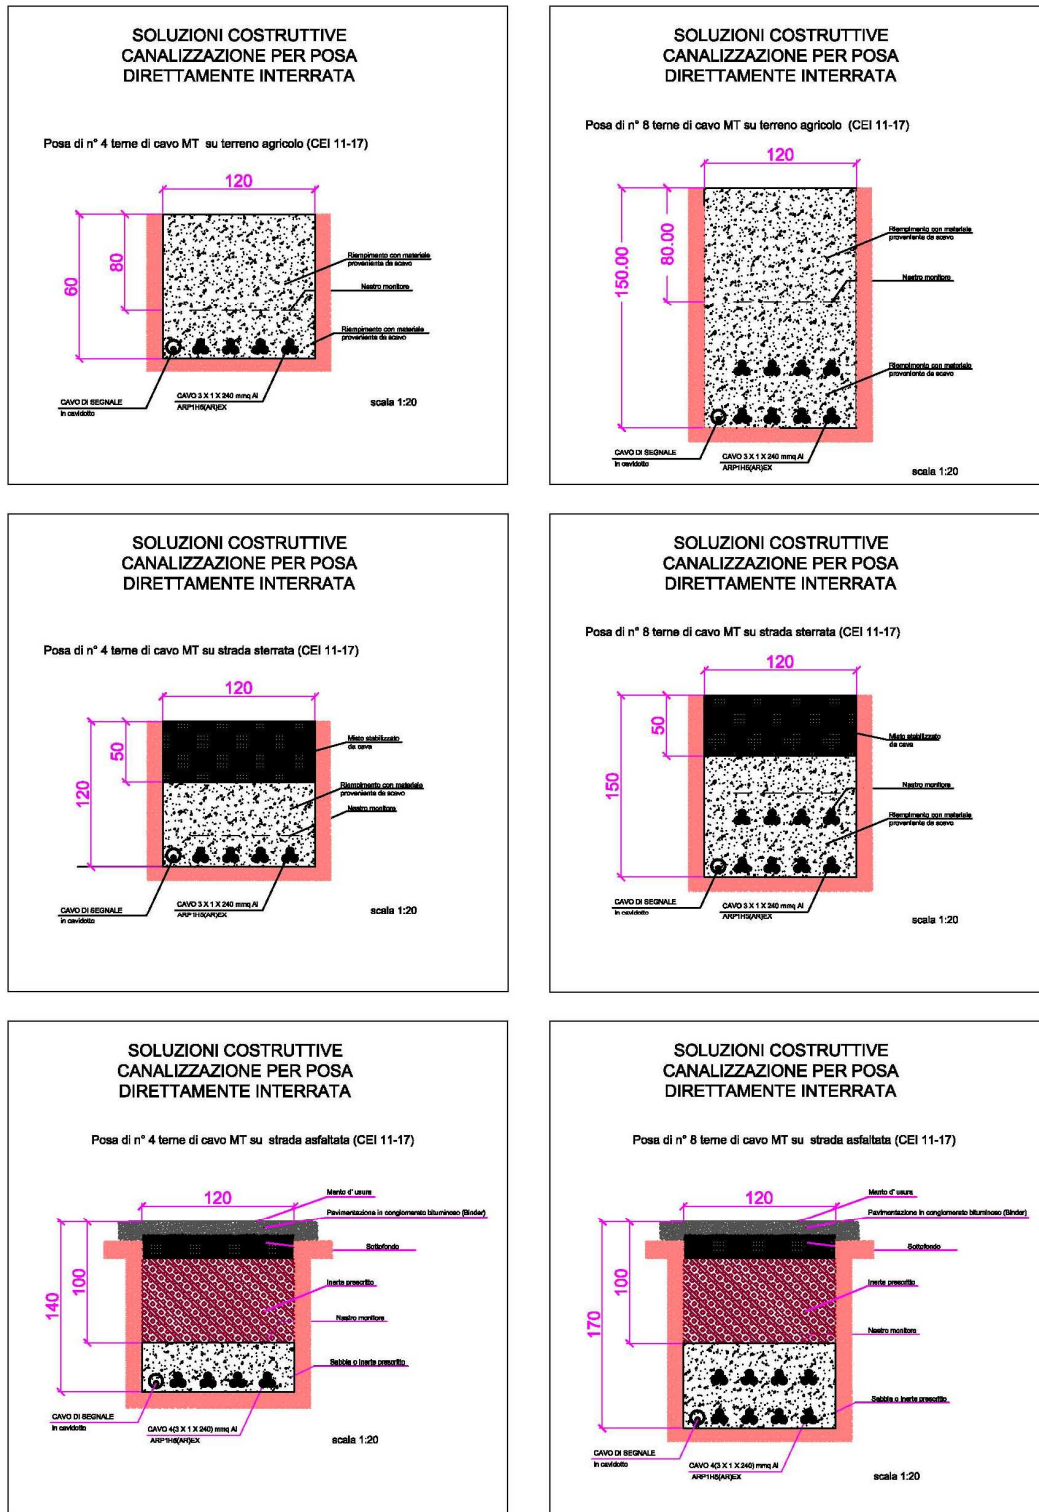 SOLUZIONI COSTRUTTIVE
CANALIZZAZIONE PER POSA
DIRETTAMENTE INTERRATA
Posa di n° 4 terne di cavo MT su terreno agricolo (CEI 11-17)
120
60
80
Riempimento con materiale
proveniente da scavo
Nastro monitore
Riempimento con materiale
proveniente da scavo
CAVO DI SEGNALE
in cavidotto
CAVO 3 X 1 X 240 mmq Al
ARP1H5(AR)EX
scala 1:20
SOLUZIONI COSTRUTTIVE
CANALIZZAZIONE PER POSA
DIRETTAMENTE INTERRATA
Posa di n° 8 terne di cavo MT su terreno agricolo (CEI 11-17)
120
150.00
80.00
Riempimento con materiale
proveniente da scavo
Nastro monitore
Riempimento con materiale
proveniente da scavo
CAVO DI SEGNALE
in cavidotto
CAVO 3 X 1 X 240 mmq Al
ARP1H5(AR)EX
scala 1:20
SOLUZIONI COSTRUTTIVE
CANALIZZAZIONE PER POSA
DIRETTAMENTE INTERRATA
Posa di n° 4 terne di cavo MT su strada sterrata (CEI 11-17)
120
120
50
Misto stabilizzato
da cava
Riempimento con materiale
proveniente da scavo
Nastro monitore
CAVO DI SEGNALE
in cavidotto
CAVO 3 X 1 X 240 mmq Al
ARP1H5(AR)EX
scala 1:20
SOLUZIONI COSTRUTTIVE
CANALIZZAZIONE PER POSA
DIRETTAMENTE INTERRATA
Posa di n° 8 terne di cavo MT su strada sterrata (CEI 11-17)
120
150
50
Misto stabilizzato
da cava
Nastro monitore
Riempimento con materiale
proveniente da scavo
CAVO DI SEGNALE
in cavidotto
CAVO 3 X 1 X 240 mmq Al
ARP1H5(AR)EX
scala 1:20
SOLUZIONI COSTRUTTIVE
CANALIZZAZIONE PER POSA
DIRETTAMENTE INTERRATA
Posa di n° 4 terne di cavo MT su strada asfaltata (CEI 11-17)
120
140
100
Manto d' usura
Pavimentazione in conglomerato bituminoso (Binder)
Sottofondo
Inerte prescritto
Nastro monitore
Sabbia o inerte prescritto
CAVO DI SEGNALE
in cavidotto
CAVO 4(3 X 1 X 240) mmq Al
ARP1H5(AR)EX
scala 1:20
SOLUZIONI COSTRUTTIVE
CANALIZZAZIONE PER POSA
DIRETTAMENTE INTERRATA
Posa di n° 8 terne di cavo MT su strada asfaltata (CEI 11-17)
120
170
100
Manto d' usura
Pavimentazione in conglomerato bituminoso (Binder)
Sottofondo
Inerte prescritto
Nastro monitore
Sabbia o inerte prescritto
CAVO DI SEGNALE
in cavidotto
CAVO 4(3 X 1 X 240) mmq Al
ARP1H5(AR)EX
scala 1:20